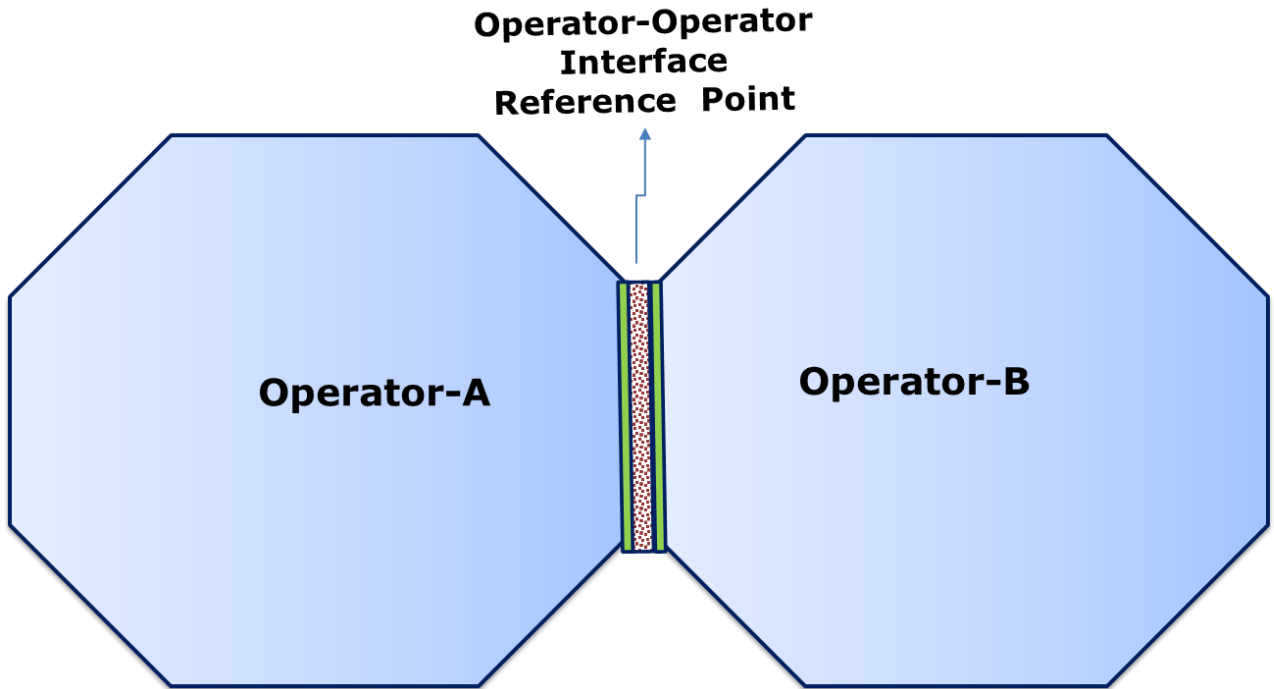 Operator-Operator
Interface
Reference Point
Operator-A
Operator-B